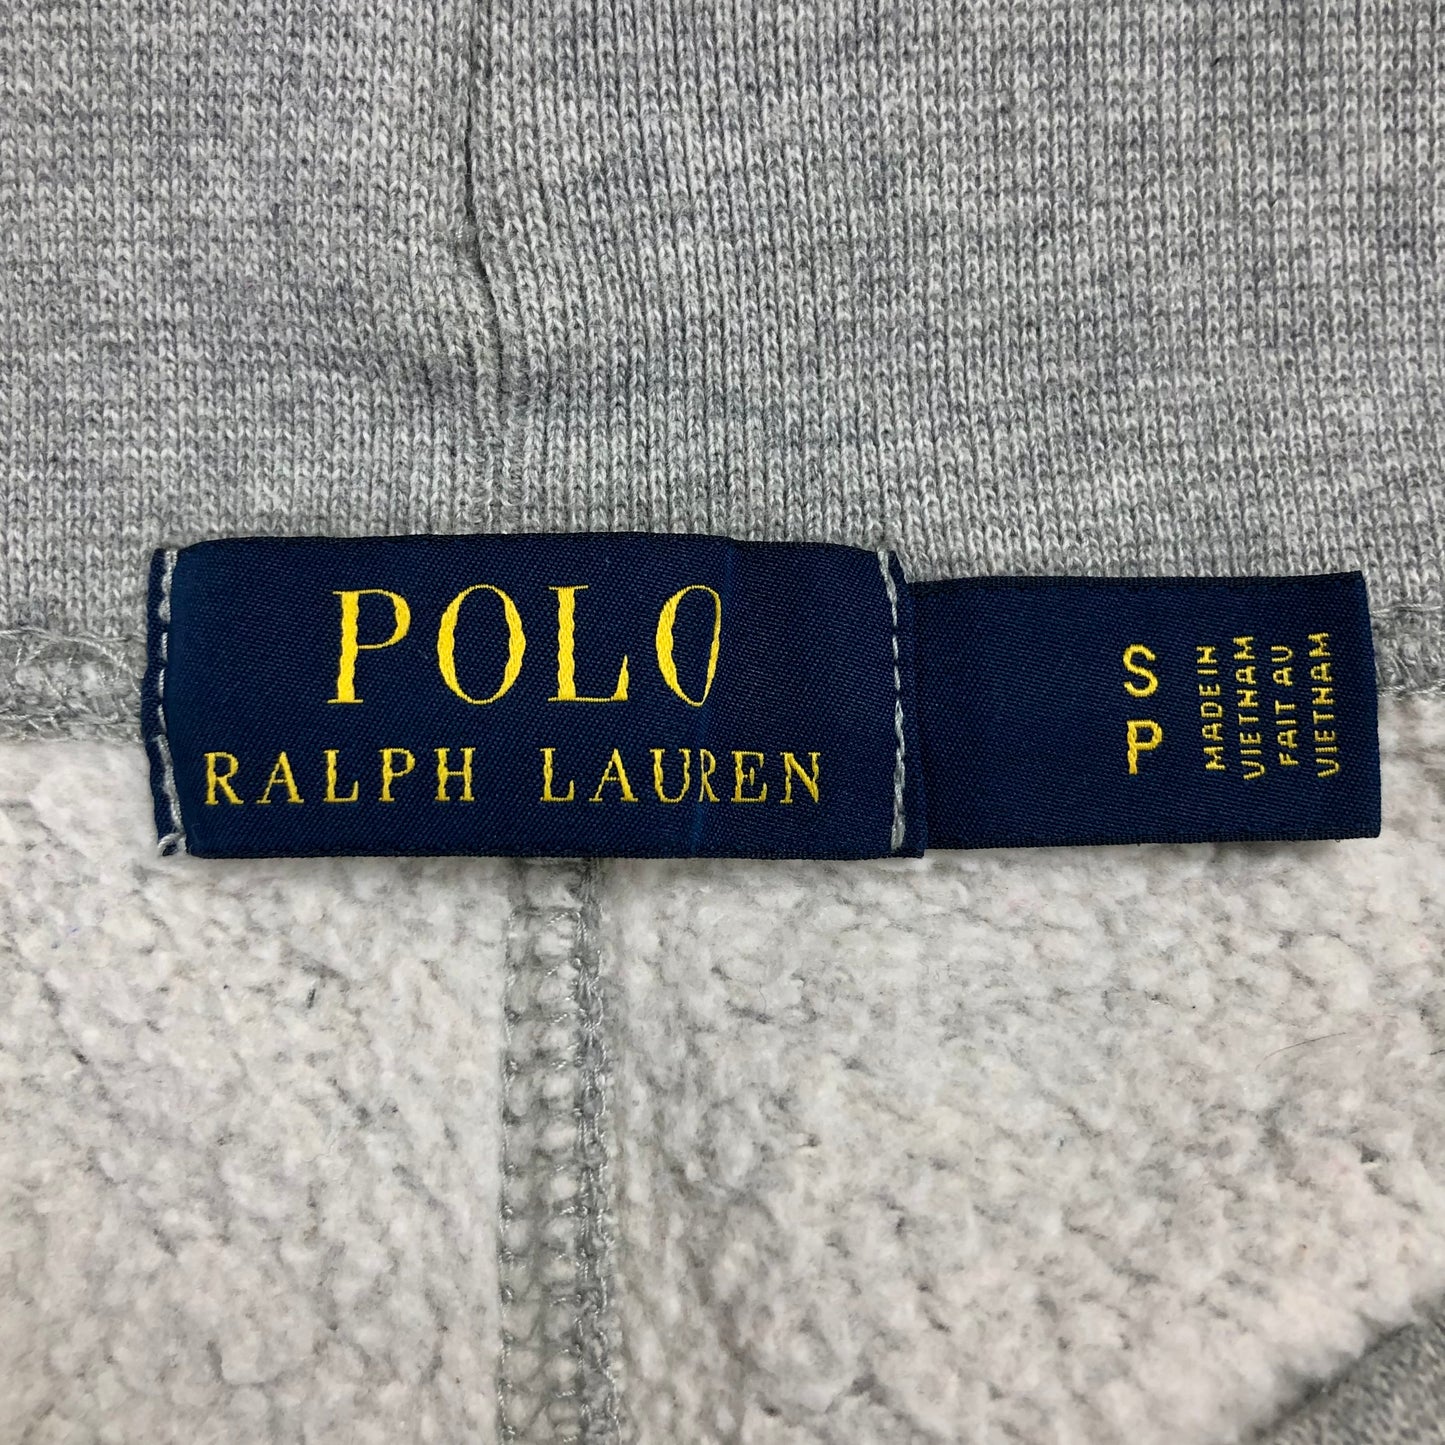 POLO
RALPH LAUREN
S
P
MADE IN
VIETNAM
FAIT AU
VIETNAM